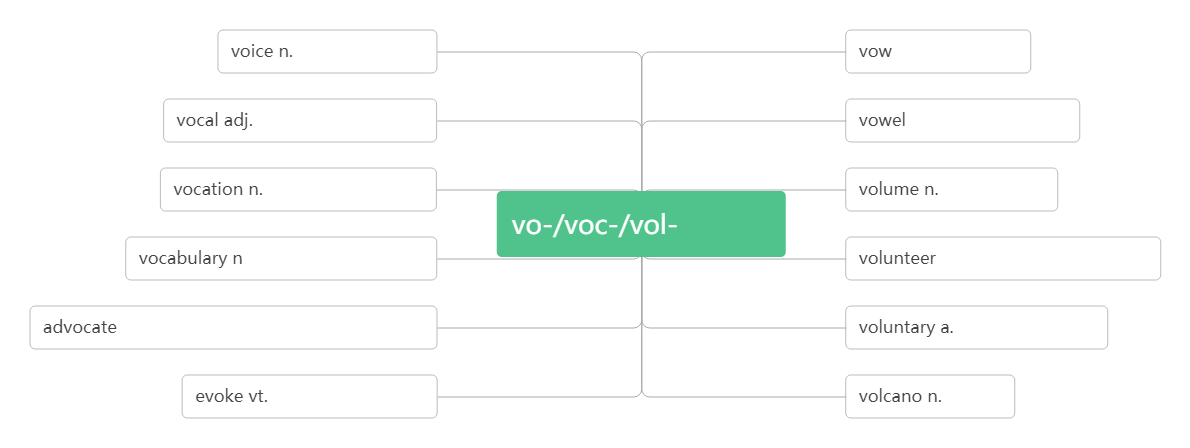 voice n.
vocal adj.
vocation n.
vocabulary n
advocate
evoke vt.
vo-/voc-/vol-
vow
vowel
volume n.
volunteer
voluntary a.
volcano n.